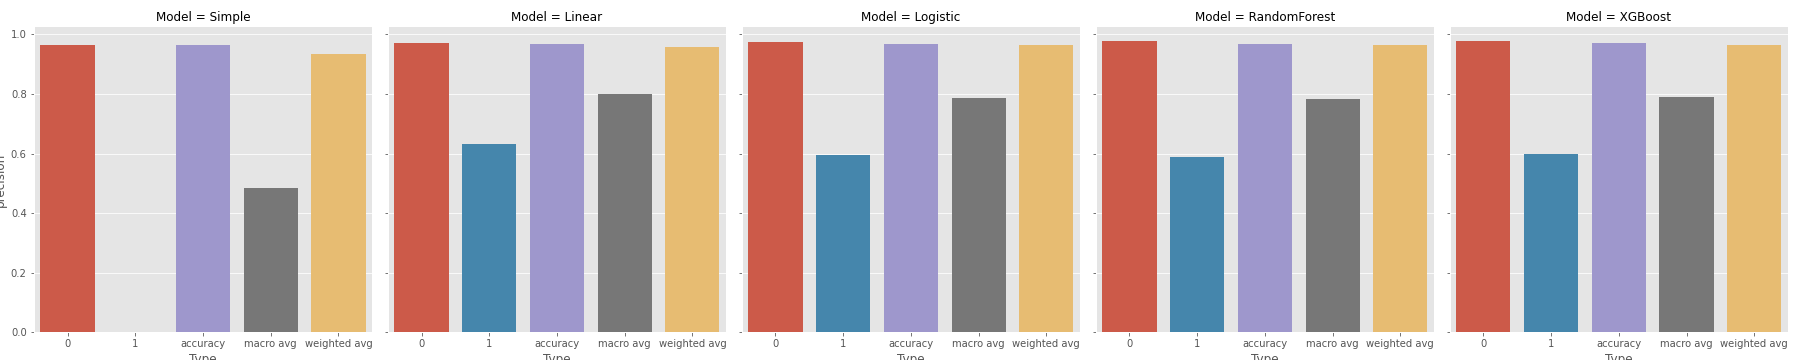 Model = Simple
Model = Linear
Model = Logistic
Model = RandomForest
Model = XGBoost
precision
1.0
0.8
0.6
0.4
0.2
0.0
0 1 accuracy macro avg weighted avg
0 1 accuracy macro avg weighted avg
0 1 accuracy macro avg weighted avg
0 1 accuracy macro avg weighted avg
0 1 accuracy macro avg weighted avg
Type
Type
Type
Type
Type